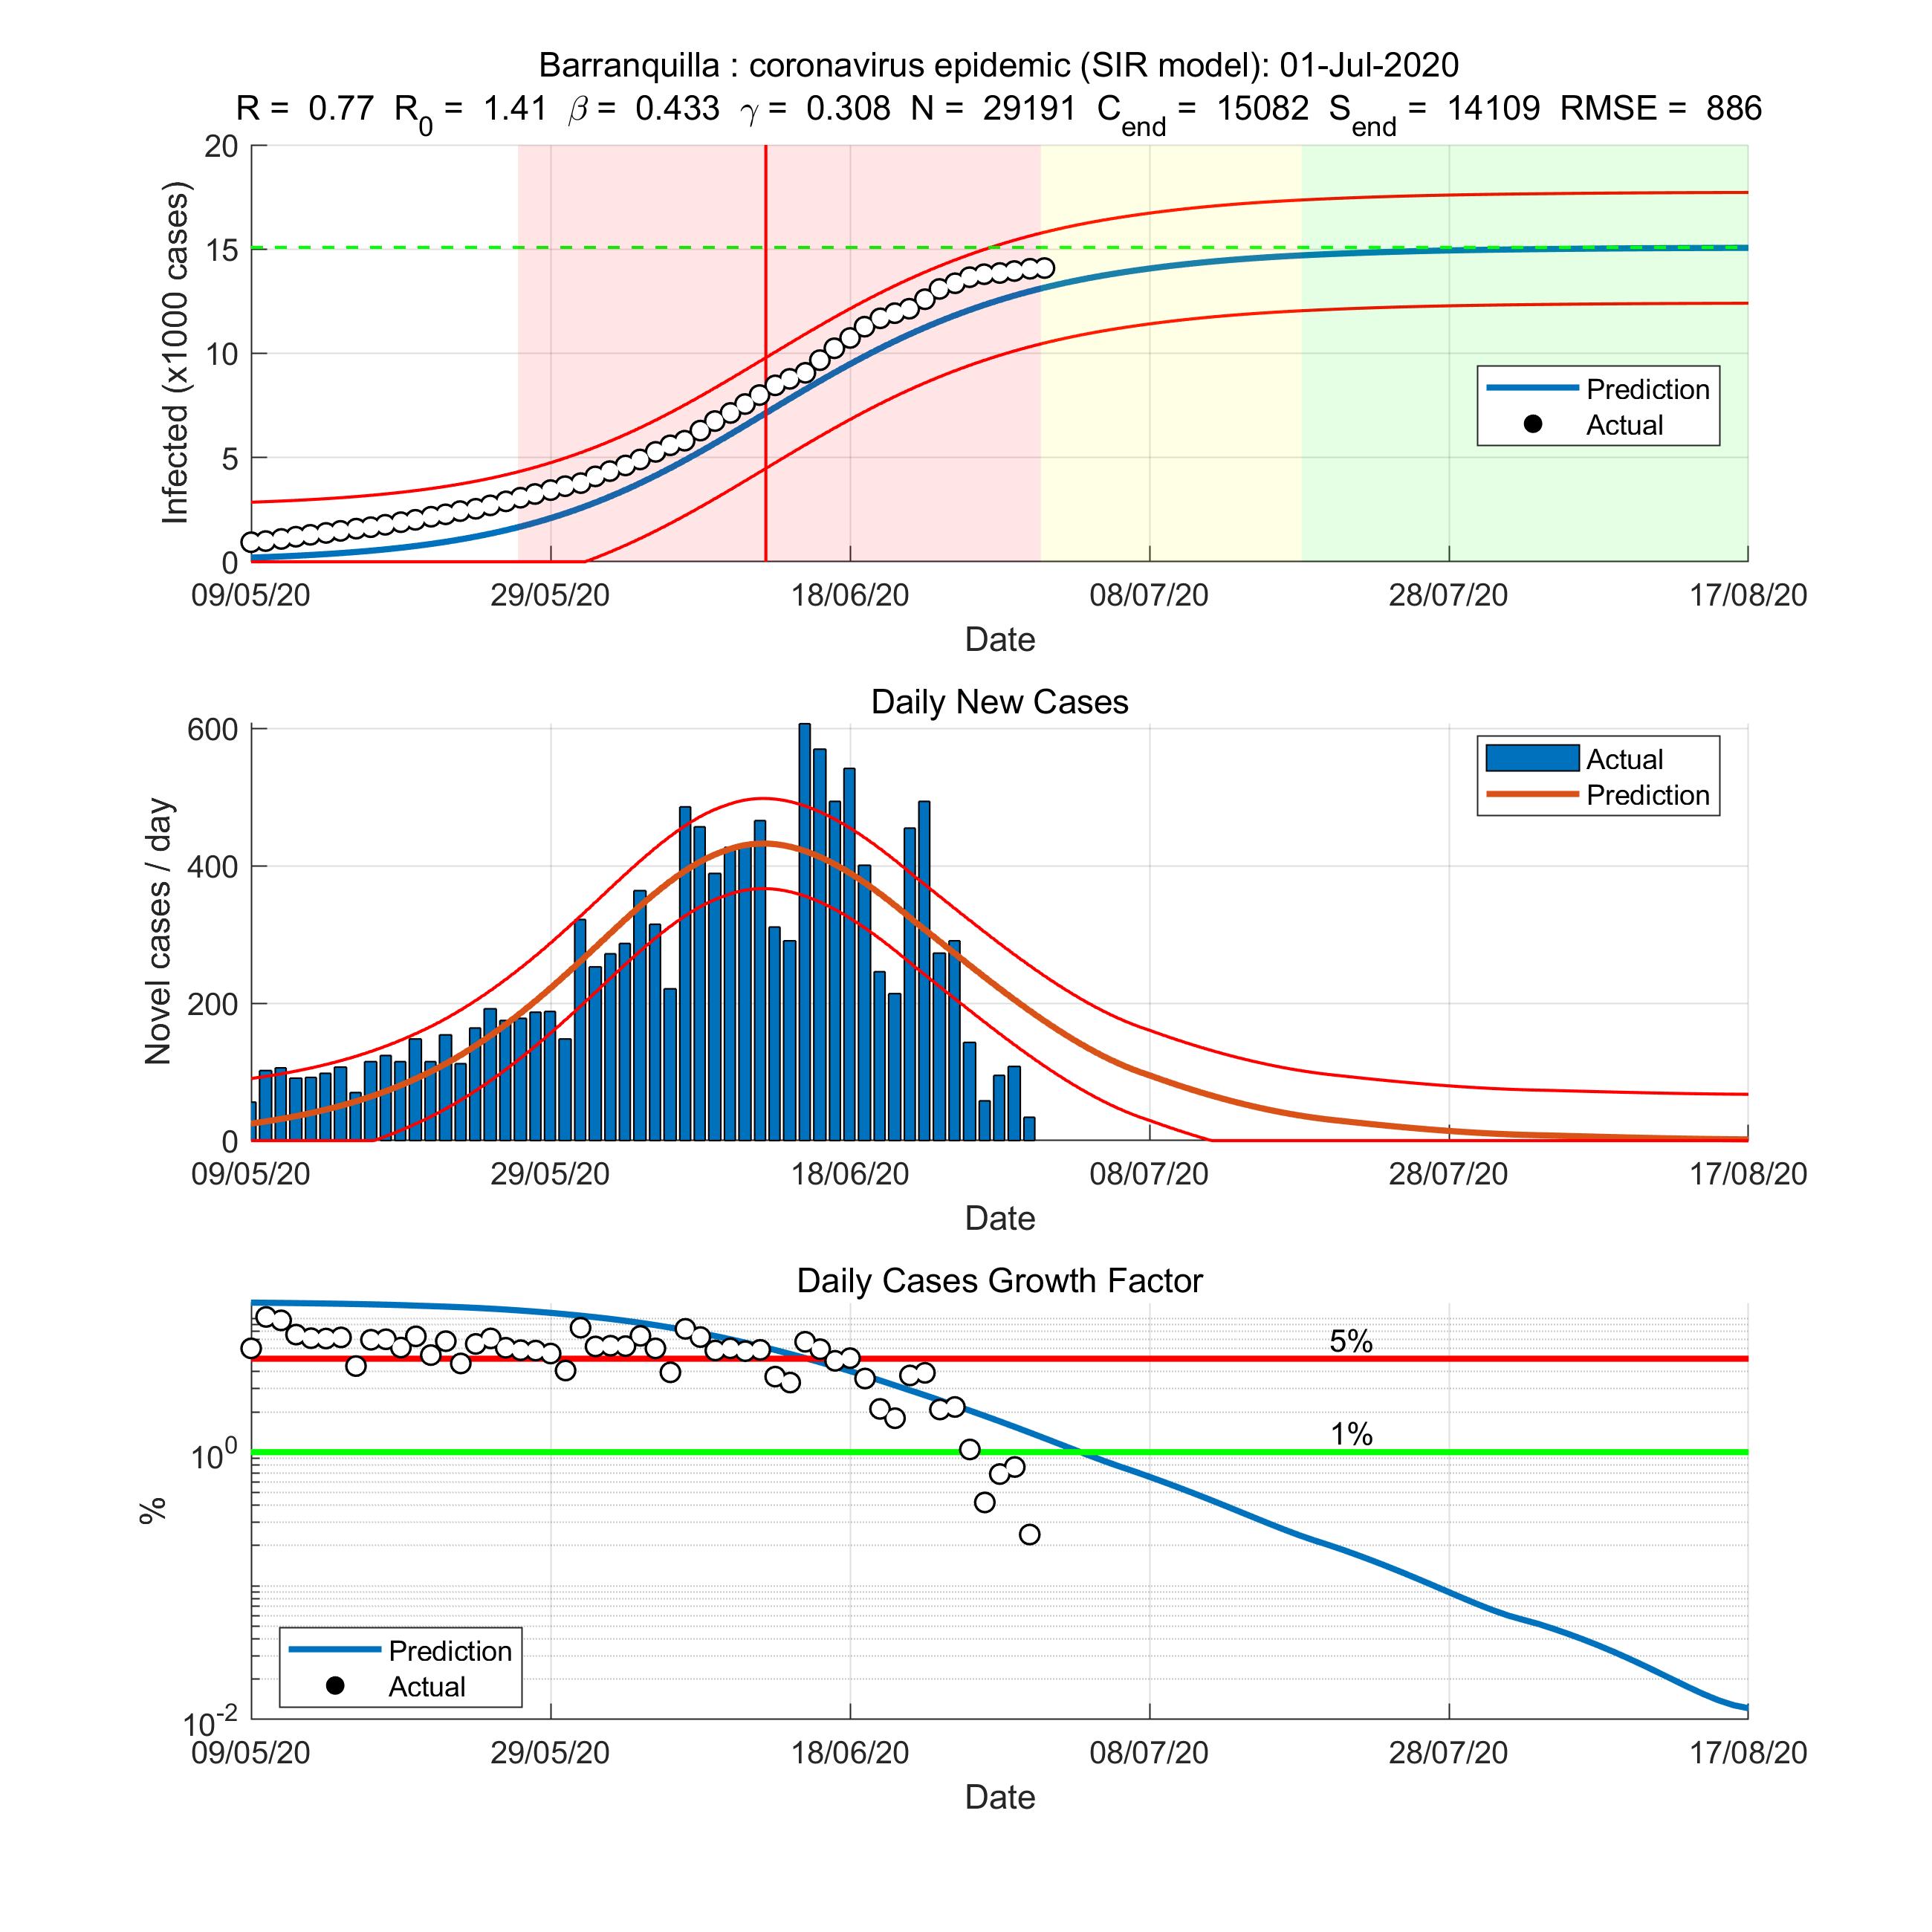 Barranquilla : coronavirus epidemic (SIR model): 01-Jul-2020
R = 0.77 R0 = 1.41 β = 0.433 γ = 0.308 N = 29191 Cend = 15082 Send = 14109 RMSE = 886
20
15
10
5
0
Infected (x1000 cases)
Prediction
Actual
09/05/20 29/05/20 18/06/20 08/07/20 28/07/20 17/08/20
Date
Daily New Cases
600
400
200
0
Novel cases / day
Actual
Prediction
09/05/20 29/05/20 18/06/20 08/07/20 28/07/20 17/08/20
Date
Daily Cases Growth Factor
5%
1%
10^0
%
Prediction
Actual
10^-2
09/05/20 29/05/20 18/06/20 08/07/20 28/07/20 17/08/20
Date